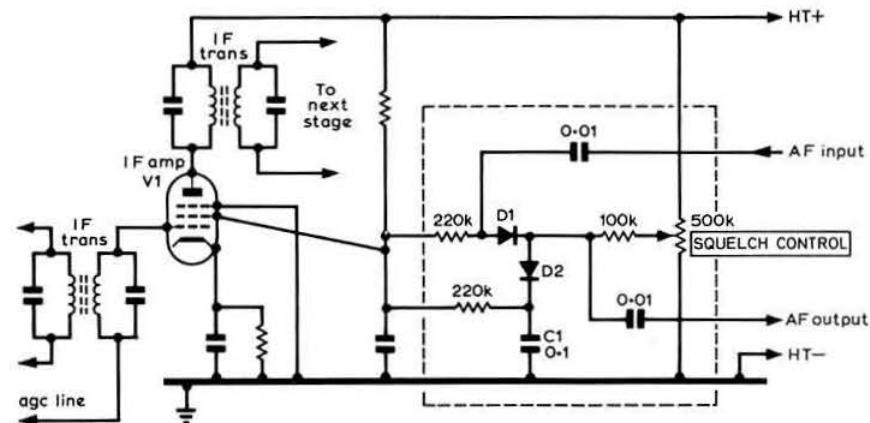 HT+
IF
trans
To
next
stage
0·01
AF input
IF amp
V1
IF
trans
220k
D1
100k
500k
SQUELCH CONTROL
D2
220k
0·01
AF output
C1
0·1
HT–
agc line